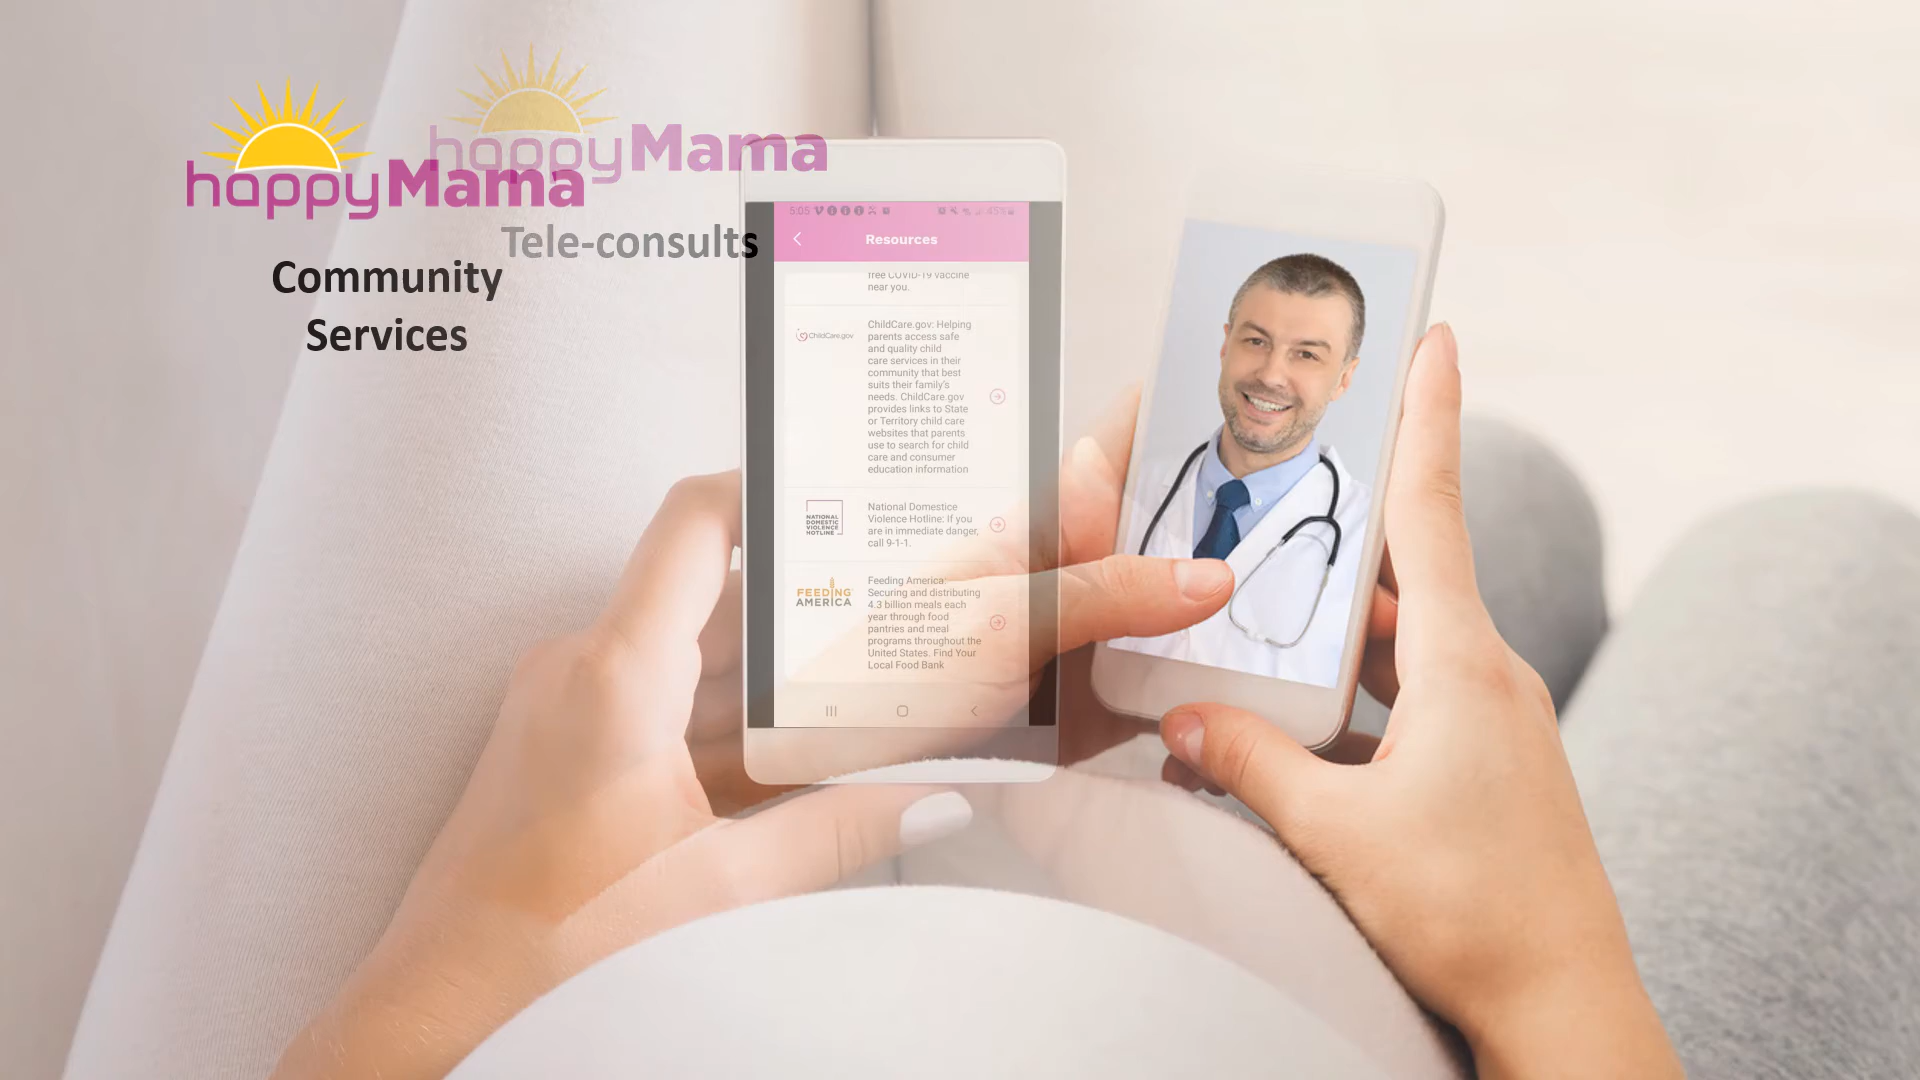 happyMama
happyMama
Tele-consults
Community
Services
5:05
45%
Resources
free COVID-19 vaccine
near you.
ChildCare.gov
ChildCare.gov: Helping
parents access safe
and quality child
care services in their
community that best
suits their family's
needs. ChildCare.gov
provides links to State
or Territory child care
websites that parents
use to search for child
care and consumer
education information
NATIONAL
DOMESTIC
VIOLENCE
HOTLINE
National Domestice
Violence Hotline: If you
are in immediate danger,
call 9-1-1.
FEEDING
AMERICA
Feeding America:
Securing and distributing
4.3 billion meals each
year through food
pantries and meal
programs throughout the
United States. Find Your
Local Food Bank